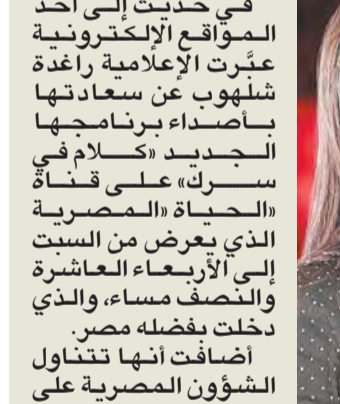 في حديث إلى أحد
المواقع الإلكترونية
عبَّرت الإعلامية راغدة
شلهوب عن سعادتها
بأصداء برنامجها
الجديد «كلام في
سرك» على قناة
«الحياة «المصرية
الذي يعرض من السبت
إلى الأربعاء العاشرة
والنصف مساء، والذي
دخلت بفضله مصر.
أضافت أنها تتناول
الشؤون المصرية على